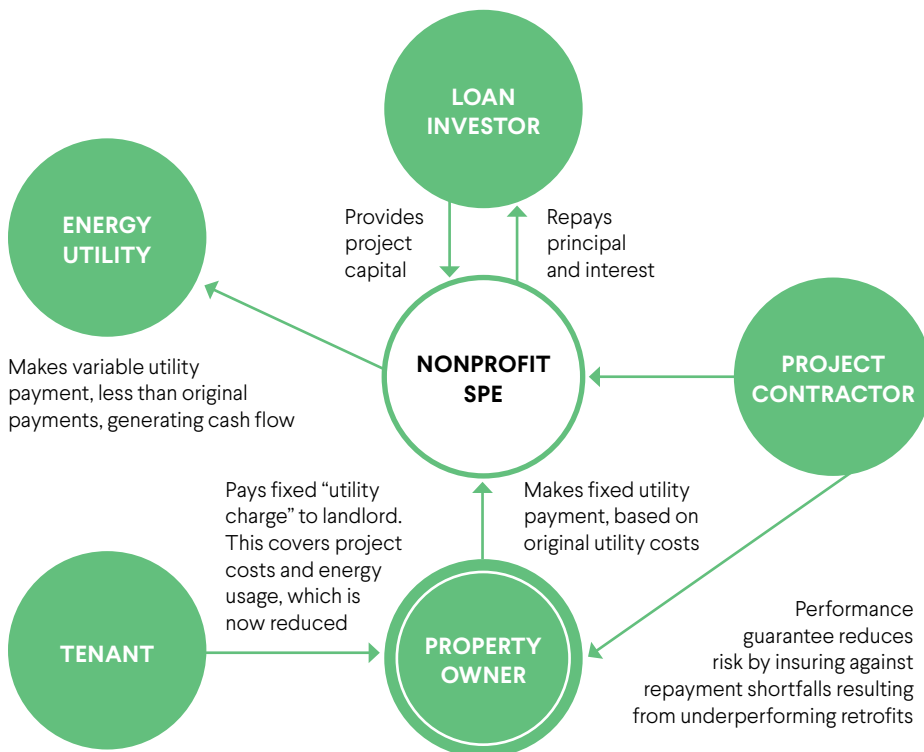 LOAN
INVESTOR
ENERGY
UTILITY
Provides
project
capital
Repays
principal
and interest
NONPROFIT
SPE
PROJECT
CONTRACTOR
Makes variable utility
payment, less than original
payments, generating cash flow
Pays fixed “utility
charge” to landlord.
This covers project
costs and energy
usage, which is
now reduced
Makes fixed utility
payment, based on
original utility costs
TENANT
PROPERTY
OWNER
Performance
guarantee reduces
risk by insuring against
repayment shortfalls resulting
from underperforming retrofits